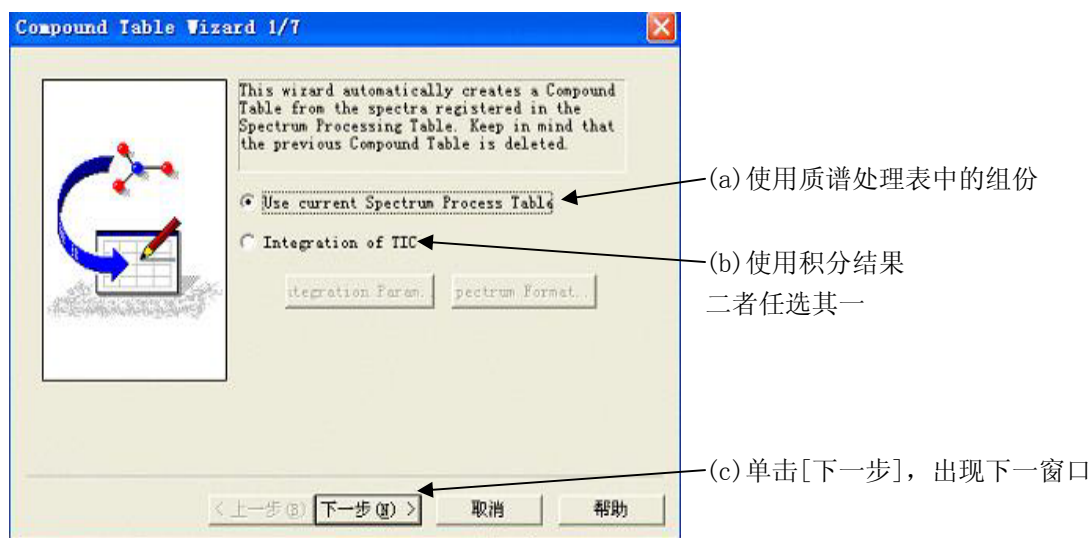 Compound Table Wizard 1/7
This wizard automatically creates a Compound
Table from the spectra registered in the
Spectrum Processing Table. Keep in mind that
the previous Compound Table is deleted.
Use current Spectrum Process Table
(a)使用质谱处理表中的组份
Integration of TIC
(b)使用积分结果
二者任选其一
itegration Param.
pectrum Format..
(c)单击[下一步]，出现下一窗口
<上一步(B)
下一步(N) >
取消
帮助